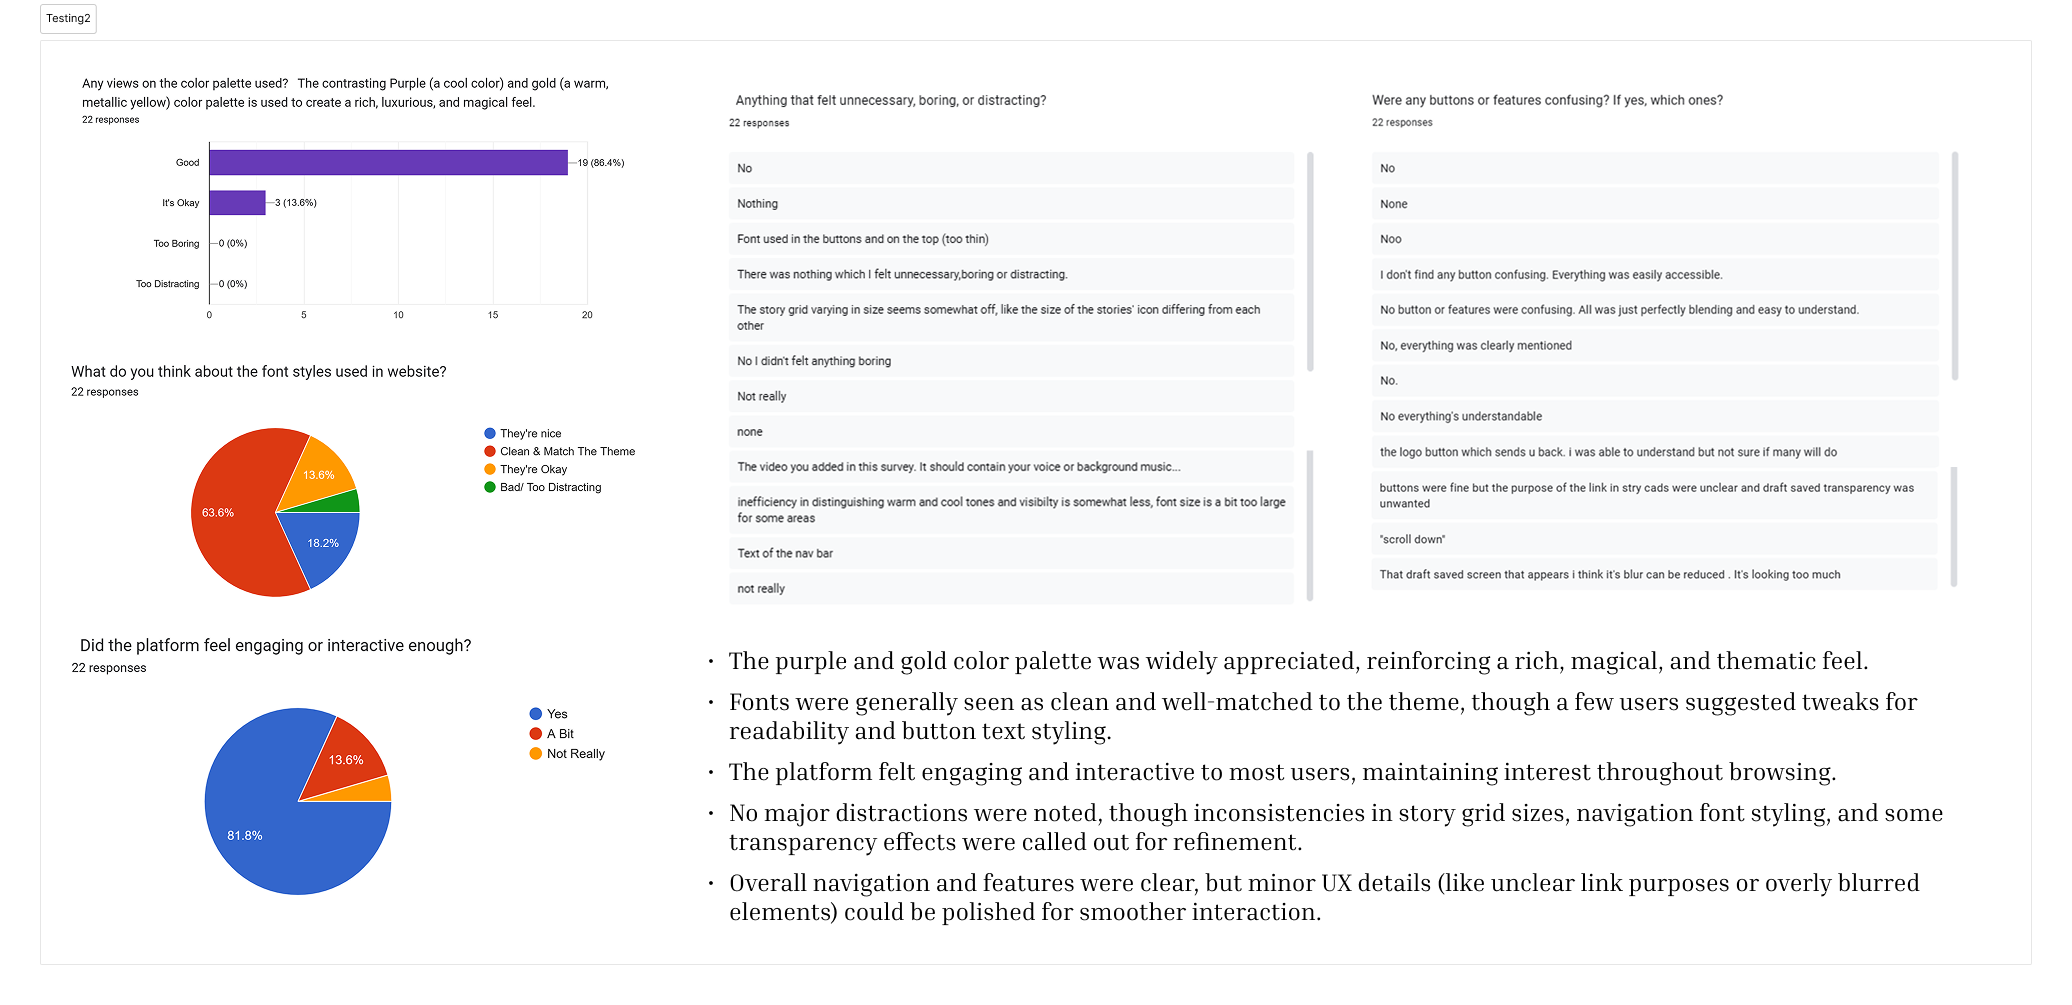 Testing2
Any views on the color palette used?   The contrasting Purple (a cool color) and gold (a warm,
metallic yellow) color palette is used to create a rich, luxurious, and magical feel.
22 responses
Good
19 (86.4%)
It's Okay
3 (13.6%)
Too Boring
0 (0%)
Too Distracting
0 (0%)
0
5
10
15
20
What do you think about the font styles used in website?
22 responses
They're nice
Clean & Match The Theme
They're Okay
Bad/ Too Distracting
13.6%
63.6%
18.2%
Did the platform feel engaging or interactive enough?
22 responses
Yes
A Bit
Not Really
13.6%
81.8%
Anything that felt unnecessary, boring, or distracting?
22 responses
No
Nothing
Font used in the buttons and on the top (too thin)
There was nothing which I felt unnecessary,boring or distracting.
The story grid varying in size seems somewhat off, like the size of the stories' icon differing from each
other
No I didn't felt anything boring
Not really
none
The video you added in this survey. It should contain your voice or background music...
inefficiency in distinguishing warm and cool tones and visibilty is somewhat less, font size is a bit too large
for some areas
Text of the nav bar
not really
Were any buttons or features confusing? If yes, which ones?
22 responses
No
None
Noo
I don't find any button confusing. Everything was easily accessible.
No button or features were confusing. All was just perfectly blending and easy to understand.
No, everything was clearly mentioned
No.
No everything's understandable
the logo button which sends u back. i was able to understand but not sure if many will do
buttons were fine but the purpose of the link in stry cads were unclear and draft saved transparency was
unwanted
"scroll down"
That draft saved screen that appears i think it's blur can be reduced . It's looking too much
• The purple and gold color palette was widely appreciated, reinforcing a rich, magical, and thematic feel.
• Fonts were generally seen as clean and well-matched to the theme, though a few users suggested tweaks for
readability and button text styling.
• The platform felt engaging and interactive to most users, maintaining interest throughout browsing.
• No major distractions were noted, though inconsistencies in story grid sizes, navigation font styling, and some
transparency effects were called out for refinement.
• Overall navigation and features were clear, but minor UX details (like unclear link purposes or overly blurred
elements) could be polished for smoother interaction.